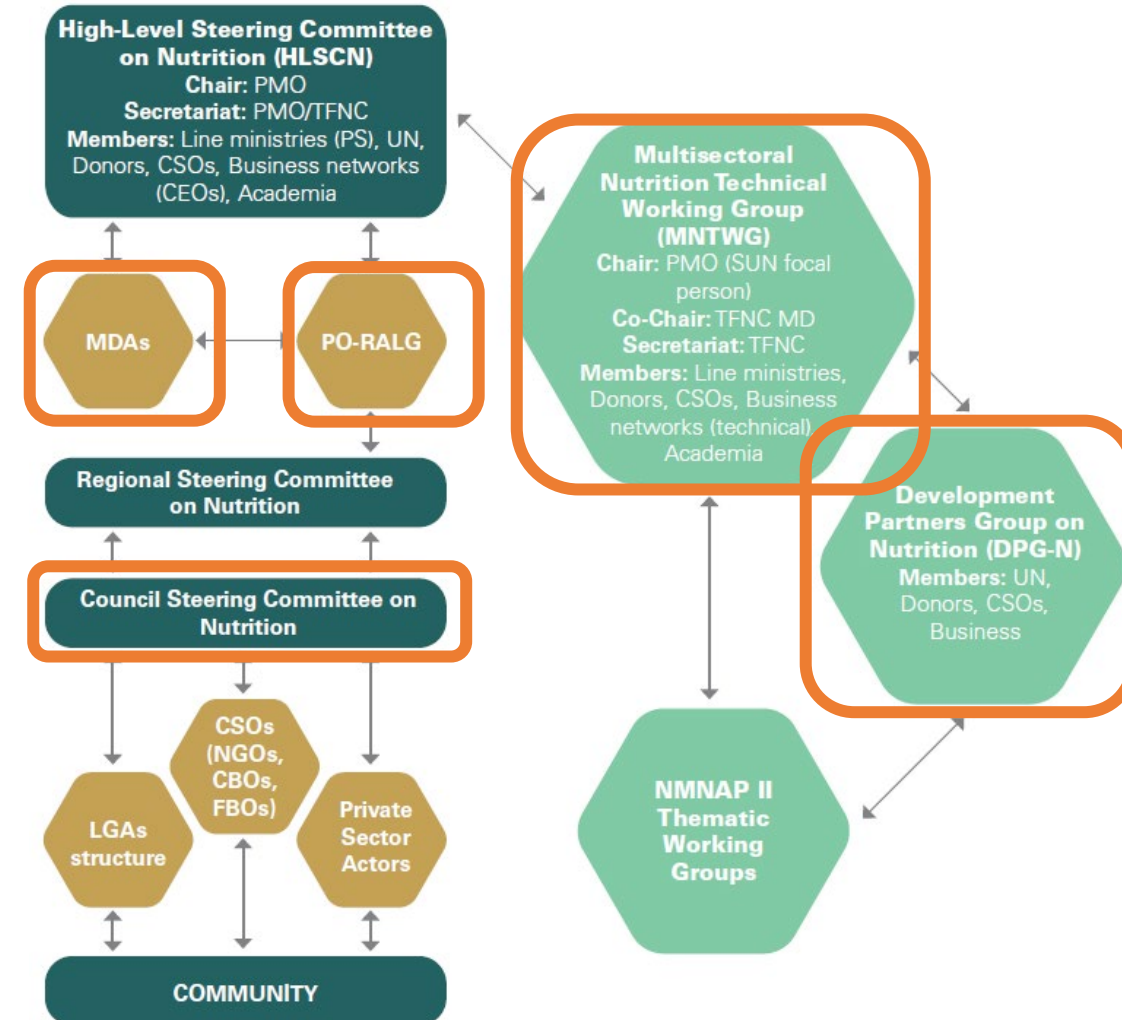 High-Level Steering Committee
on Nutrition (HLSCN)
Chair: PMO
Secretariat: PMO/TFNC
Members: Line ministries (PS), UN,
Donors, CSOs, Business networks
(CEOs), Academia
MDAs
PO-RALG
Regional Steering Committee
on Nutrition
Council Steering Committee on
Nutrition
CSOs
(NGOs,
CBOs,
FBOs)
LGAs
structure
Private
Sector
Actors
COMMUNITY
Multisectoral
Nutrition Technical
Working Group
(MNTWG)
Chair: PMO (SUN focal
person)
Co-Chair: TFNC MD
Secretariat: TFNC
Members: Line ministries,
Donors, CSOs, Business
networks (technical),
Academia
Development
Partners Group on
Nutrition (DPG-N)
Members: UN,
Donors, CSOs,
Business
NMNAP II
Thematic
Working
Groups